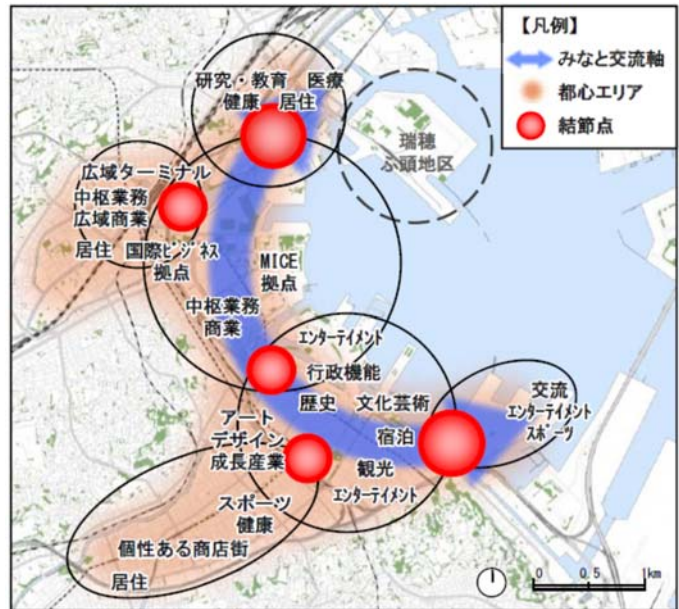 【凡例】
みなと交流軸
都心エリア
結節点
研究・教育　医療
健康　居住
瑞穂
ふ頭地区
広域ターミナル
中枢業務
広域商業
居住　国際ビジネス
拠点
MICE
拠点
中枢業務
商業
エンターテイメント
行政機能
歴史　文化芸術
交流
エンターテイメント
スポーツ
アート
デザイン
成長産業
宿泊
観光
エンターテイメント
スポーツ
健康
個性ある商店街
居住
0　0.5　1km